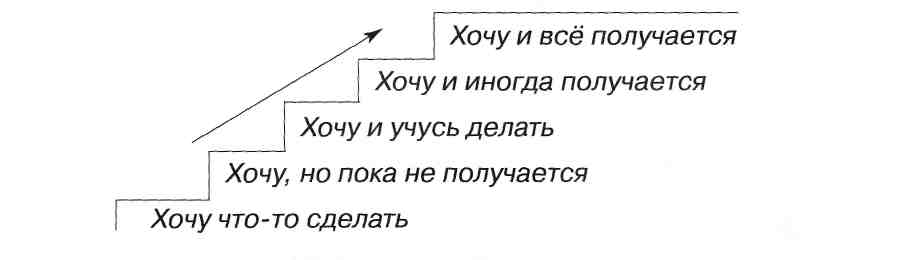 Хочу и всё получается
Хочу и иногда получается
Хочу и учусь делать
Хочу, но пока не получается
Хочу что-то сделать